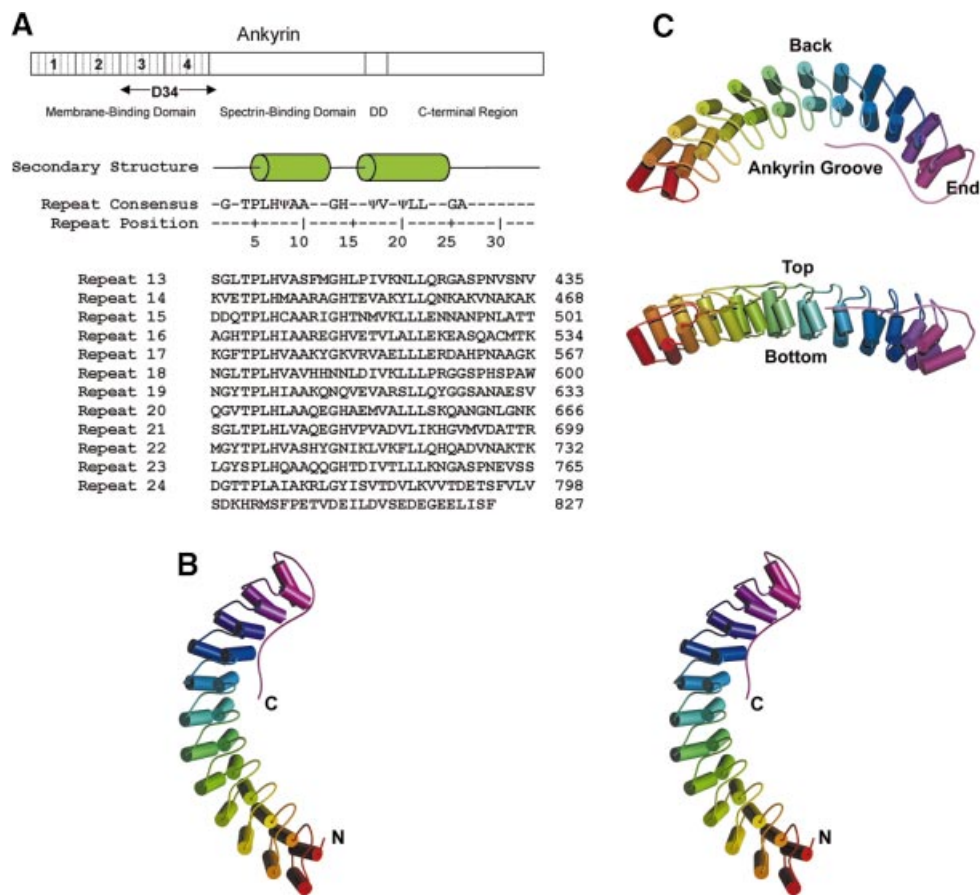 A
Ankyrin
1 2 3 4
D34
Membrane-Binding Domain Spectrin-Binding Domain DD C-terminal Region
Secondary Structure
Repeat Consensus -G-TPLHΨAA--GH--ΨV-ΨLL--GA-------
Repeat Position ----+----+----+----+----+----+---
5 10 15 20 25 30
Repeat 13 SGLTPLHVASFMGHLPIVKNLLQRGASPNVSNV 435
Repeat 14 KVETPLHMAARAGHTEVAKYLLQNKAKVNAKAK 468
Repeat 15 DDQTPLHCAARIGHTNMVKLLLENNANPNLATT 501
Repeat 16 AGHTPLHIAAREGHVETVLALLEKEASQACMTK 534
Repeat 17 KGFTPLHVAAKYGKVRVAELLLERDAHPNAAGK 567
Repeat 18 NGLTPLHVAVHHNNLDIVKLLLPRGGSPHSPAW 600
Repeat 19 NGYTPLHIAAKQNQVEVARSLLQYGGSANAESV 633
Repeat 20 QGVTPLHLAAQEGHAEMVALLLSKQANGNLGNK 666
Repeat 21 SGLTPLHLVAQEGHVPVADVLIKHGVMVDATTR 699
Repeat 22 MGYTPLHVASHYGNIKLVKFLLQHQADVNAKTK 732
Repeat 23 LGYSPLHQAAQQGHTDIVTLLLKNGASPNEVSS 765
Repeat 24 DGTTPLAIAKRLGYISVTDVLKVVTDETSFVLV 798
SDKHRMSFPETVDEILDVSEDEGEELISF 827
B
C
N
C
N
C
Back
Ankyrin Groove
End
Top
Bottom